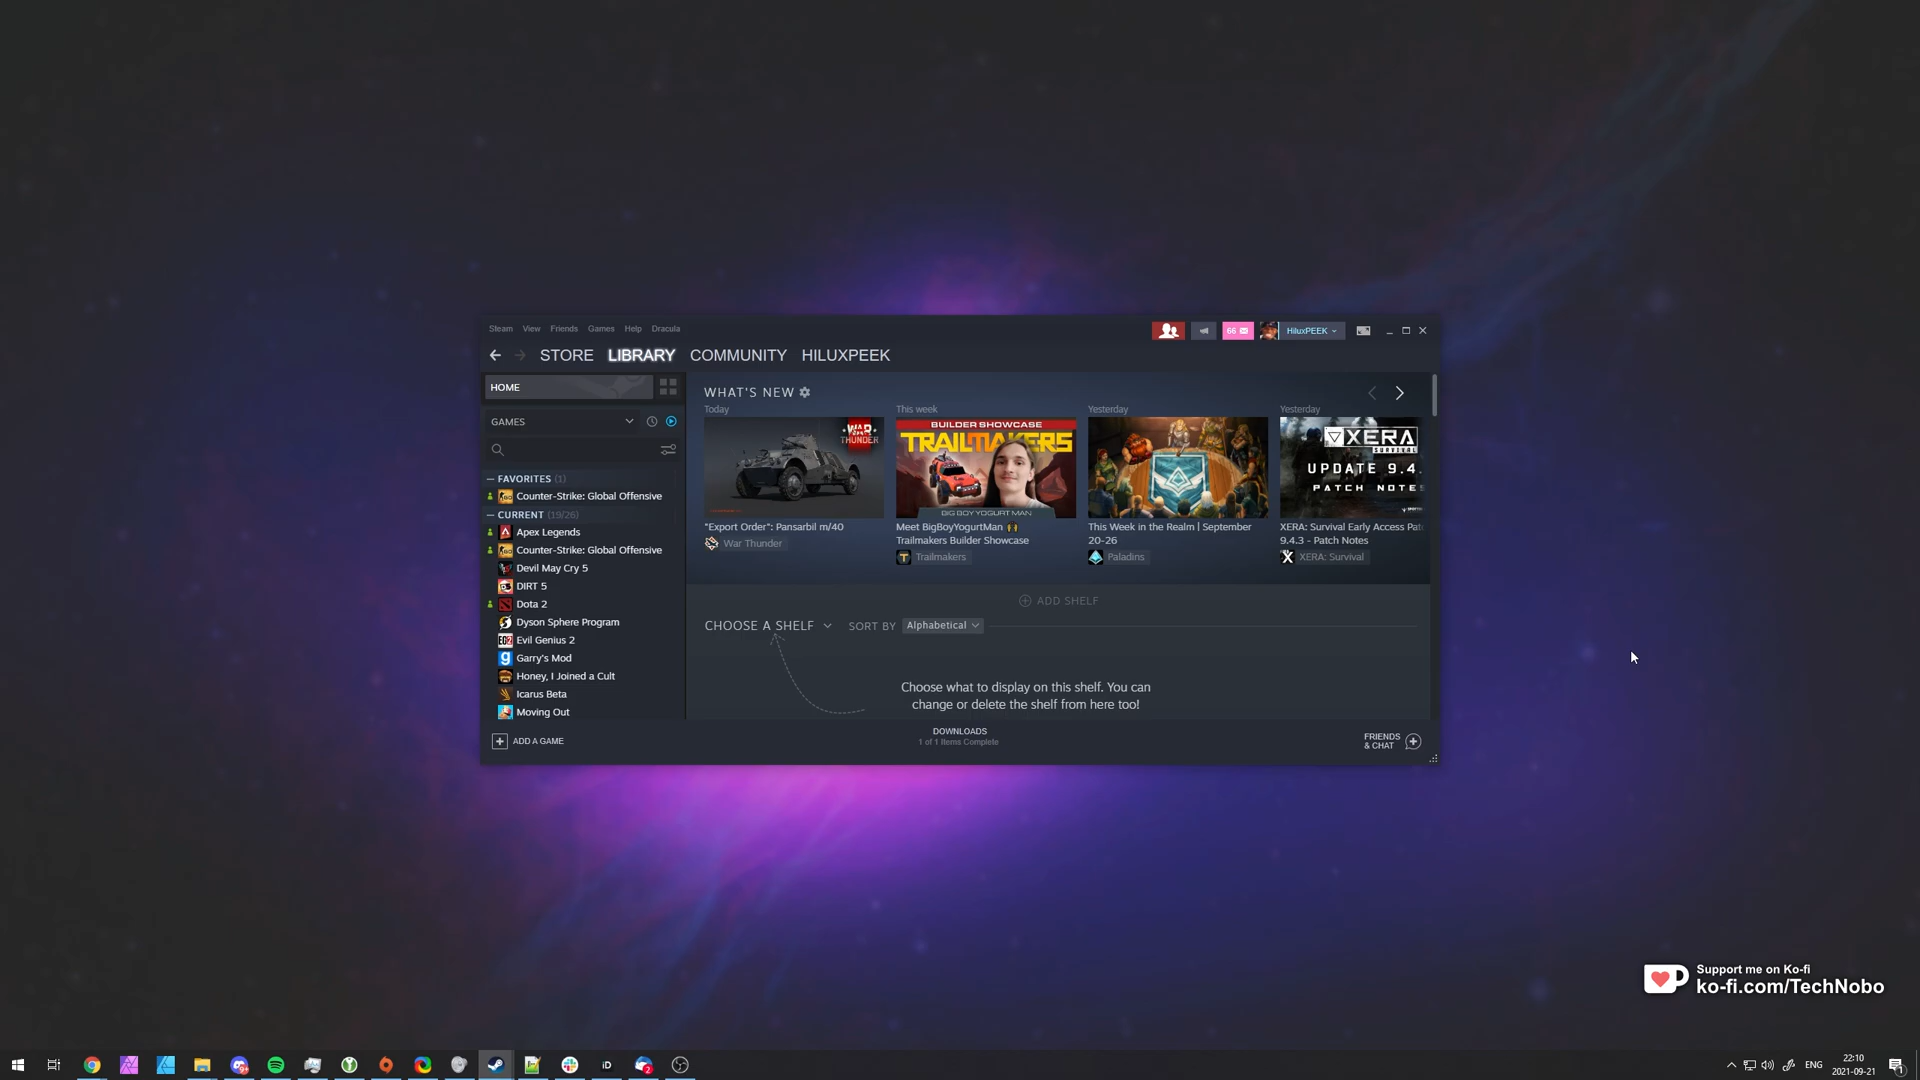 Steam View Friends Games Help Dracula
66
HiluxPEEK
STORE LIBRARY COMMUNITY HILUXPEEK
HOME
GAMES
FAVORITES (1)
Counter-Strike: Global Offensive
CURRENT (19/26)
Apex Legends
Counter-Strike: Global Offensive
Devil May Cry 5
DIRT 5
Dota 2
Dyson Sphere Program
Evil Genius 2
Garry's Mod
Honey, I Joined a Cult
Icarus Beta
Moving Out
WHAT'S NEW
Today
WAR THUNDER
"Export Order": Pansarbil m/40
War Thunder
This week
BUILDER SHOWCASE
TRAILMAKERS
BIGBOYYOGURTMAN
Meet BigBoyYogurtMan
Trailmakers Builder Showcase
Trailmakers
Yesterday
This Week in the Realm | September
20-26
Paladins
Yesterday
XERA
SURVIVAL
UPDATE 9.4.
PATCH NOTES
XERA: Survival Early Access Pat
9.4.3 - Patch Notes
XERA: Survival
ADD SHELF
CHOOSE A SHELF SORT BY Alphabetical
Choose what to display on this shelf. You can
change or delete the shelf from here too!
ADD A GAME
DOWNLOADS
1 of 1 Items Complete
FRIENDS
& CHAT
Support me on Ko-fi
ko-fi.com/TechNobo
ENG
22:10
2021-09-21